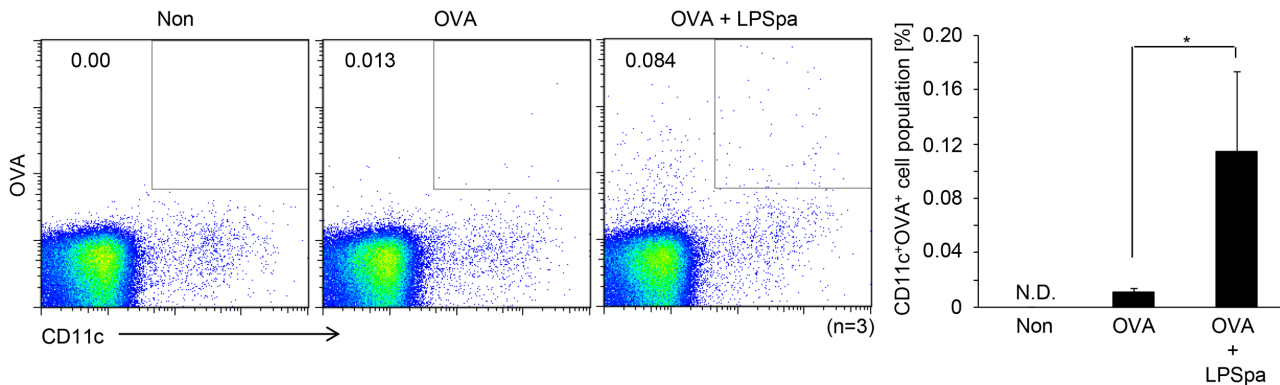 Non
OVA
OVA + LPSpa
0.00
0.013
0.084
OVA
CD11c
(n=3)
CD11c⁺OVA⁺ cell population [%]
0.20
0.16
0.12
0.08
0.04
0
*
N.D.
Non
OVA
OVA
+
LPSpa